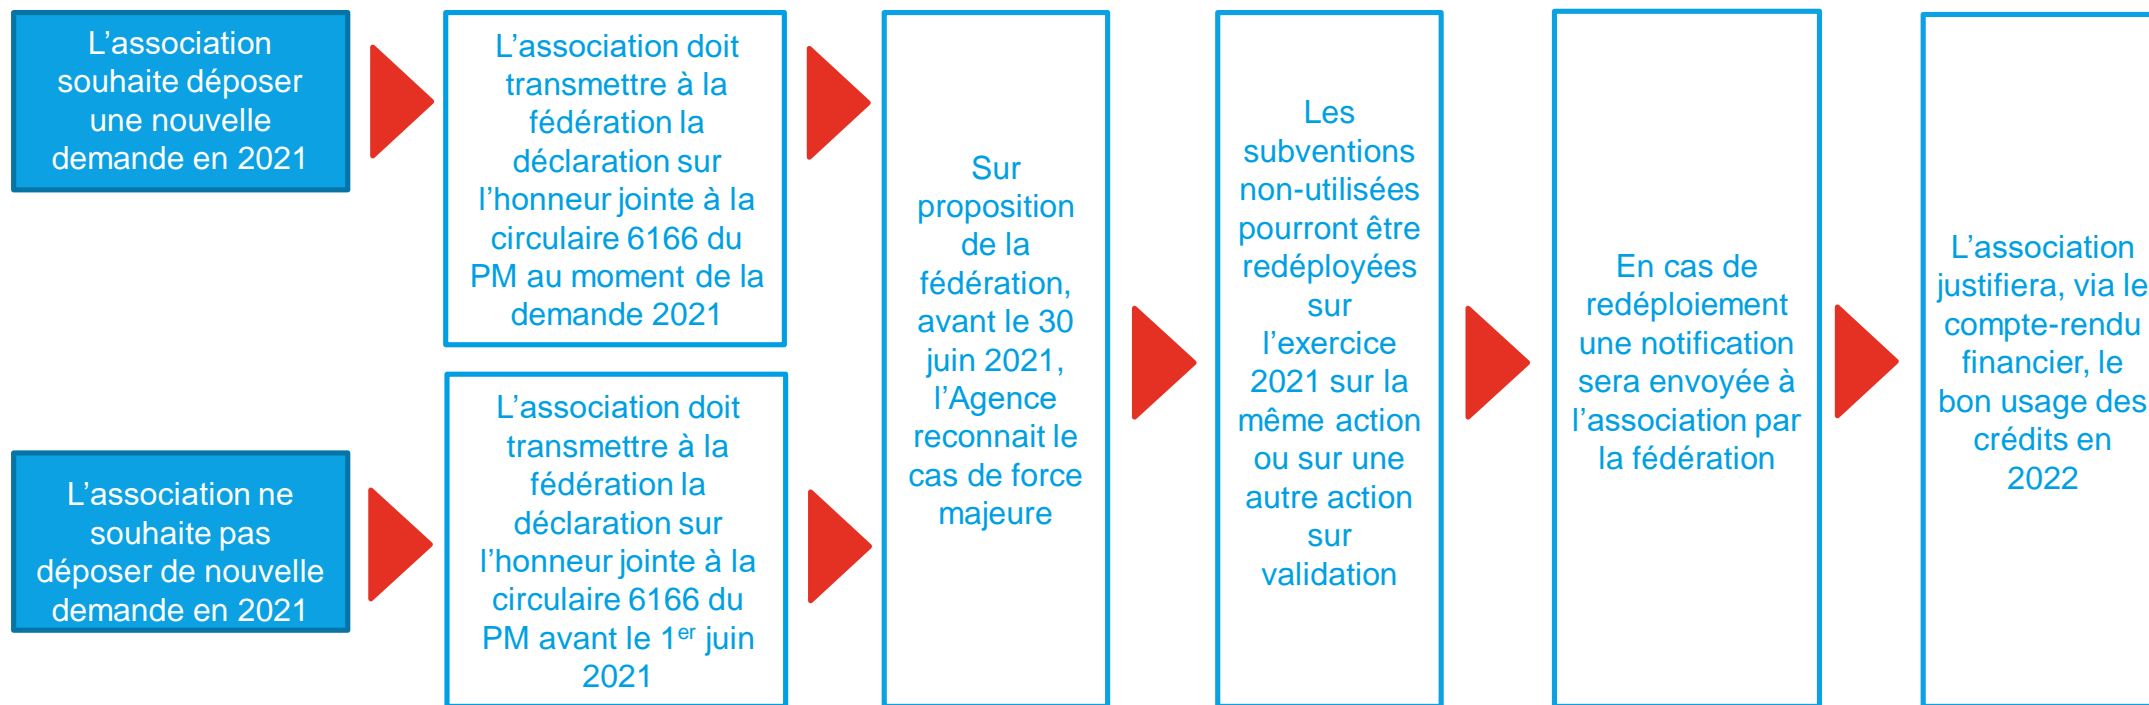 L’association
souhaite déposer
une nouvelle
demande en 2021
L’association doit
transmettre à la
fédération la
déclaration sur
l’honneur jointe à la
circulaire 6166 du
PM au moment de la
demande 2021
L’association ne
souhaite pas
déposer de nouvelle
demande en 2021
L’association doit
transmettre à la
fédération la
déclaration sur
l’honneur jointe à la
circulaire 6166 du
PM avant le 1er juin
2021
Sur
proposition
de la
fédération,
avant le 30
juin 2021,
l’Agence
reconnait le
cas de force
majeure
Les
subventions
non-utilisées
pourront être
redéployées
sur
l’exercice
2021 sur la
même action
ou sur une
autre action
sur
validation
En cas de
redéploiement
une notification
sera envoyée à
l’association par
la fédération
L’association
justifiera, via le
compte-rendu
financier, le
bon usage des
crédits en
2022